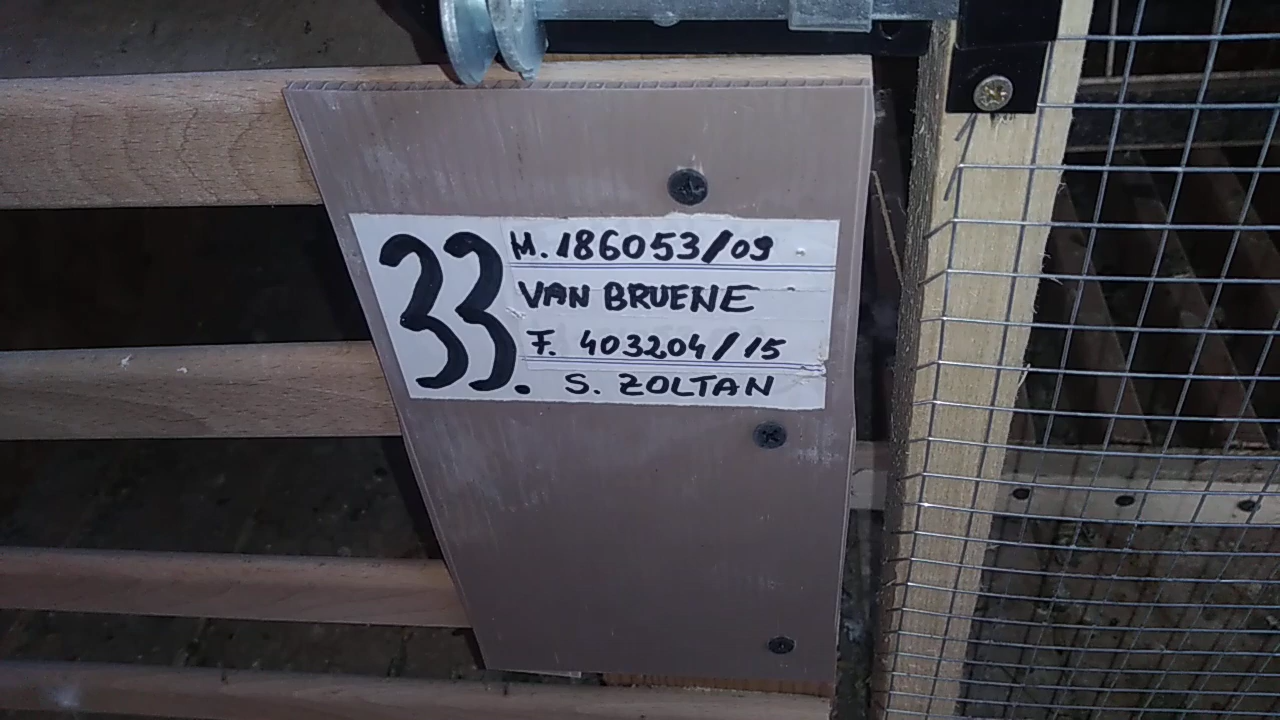 33.
M. 186053/09
VAN BRUENE
F. 403204/15
S. ZOLTAN